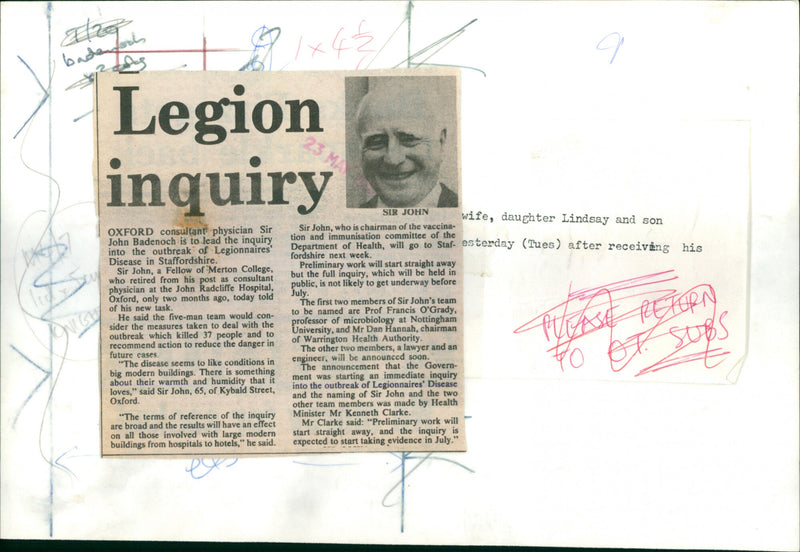 badenoch
1 x 4½
9
Legion
inquiry
23 MAY
SIR JOHN
OXFORD consultant physician Sir
John Badenoch is to lead the inquiry
into the outbreak of Legionnaires'
Disease in Staffordshire.
Sir John, a Fellow of Merton College,
who retired from his post as consultant
physician at the John Radcliffe Hospital,
Oxford, only two months ago, today told
of his new task.
He said the five-man team would con-
sider the measures taken to deal with the
outbreak which killed 37 people and to
recommend action to reduce the danger in
future cases.
"The disease seems to like conditions in
big modern buildings. There is something
about their warmth and humidity that it
loves," said Sir John, 65, of Kybald Street,
Oxford.
"The terms of reference of the inquiry
are broad and the results will have an effect
on all those involved with large modern
buildings from hospitals to hotels," he said.
Sir John, who is chairman of the vaccina-
tion and immunisation committee of the
Department of Health, will go to Staf-
fordshire next week.
Preliminary work will start straight away
but the full inquiry, which will be held in
public, is not likely to get underway before
July.
The first two members of Sir John's team
to be named are Prof Francis O'Grady,
professor of microbiology at Nottingham
University, and Mr Dan Hannah, chairman
of Warrington Health Authority.
The other two members, a lawyer and an
engineer, will be announced soon.
The announcement that the Govern-
ment was starting an immediate inquiry
into the outbreak of Legionnaires' Disease
and the naming of Sir John and the two
other team members was made by Health
Minister Mr Kenneth Clarke.
Mr Clarke said: "Preliminary work will
start straight away, and the inquiry is
expected to start taking evidence in July."
wife, daughter Lindsay and son
esterday (Tues) after receiving his
PLEASE RETURN
TO O.T. SUBS